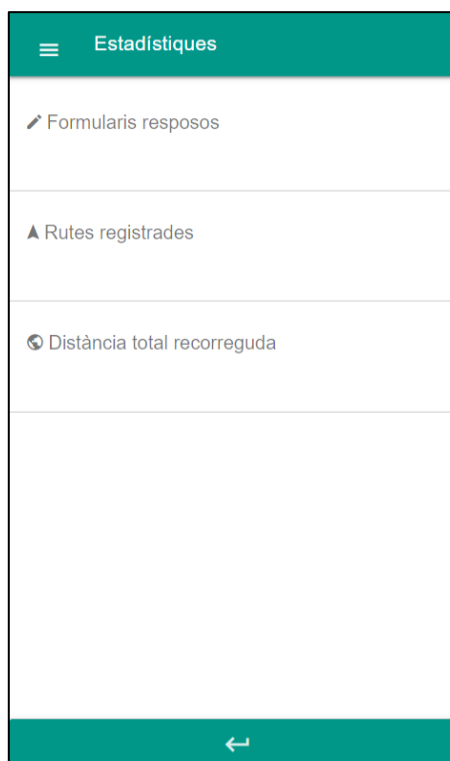 Estadístiques
Formularis resposos
Rutes registrades
Distància total recorreguda